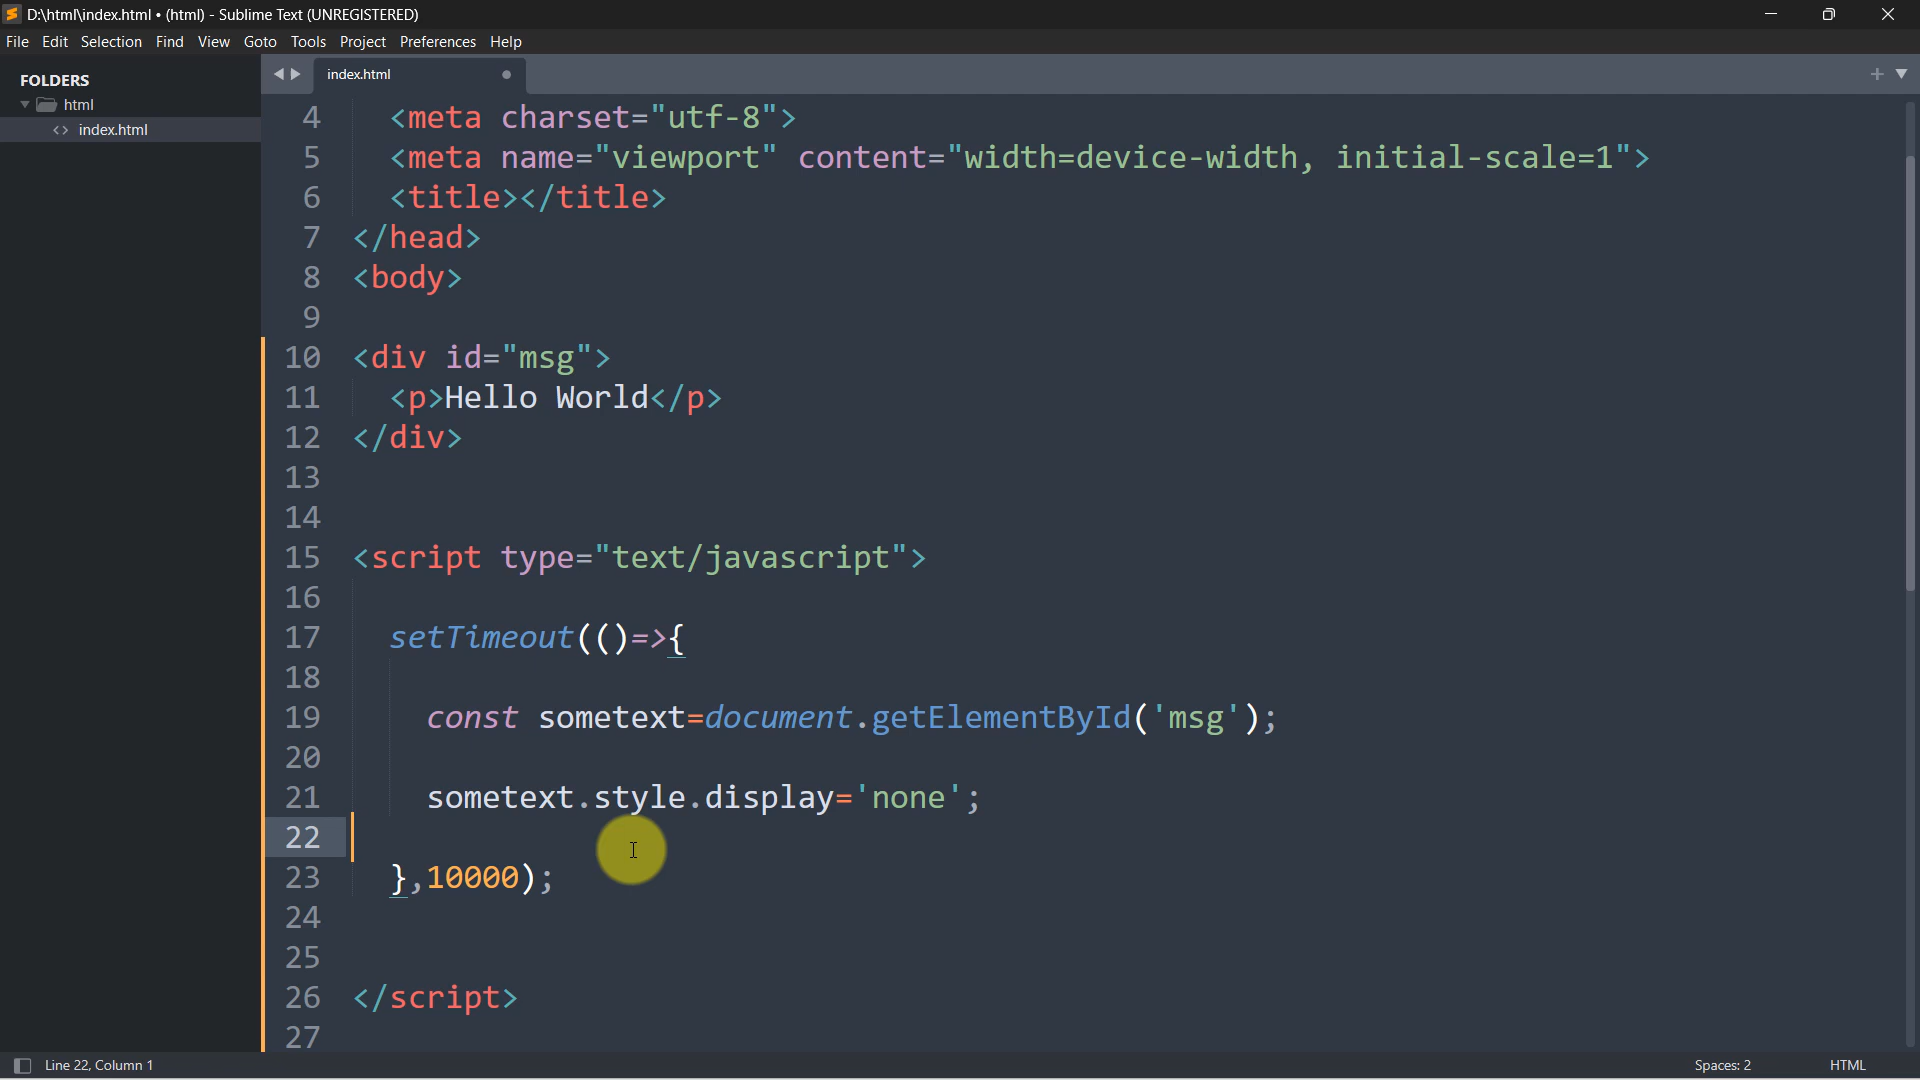 D:\html\index.html • (html) - Sublime Text (UNREGISTERED)
File Edit Selection Find View Goto Tools Project Preferences Help
FOLDERS
html
<> index.html
index.html
4 <meta charset="utf-8">
5 <meta name="viewport" content="width=device-width, initial-scale=1">
6 <title></title>
7 </head>
8 <body>
9
10 <div id="msg">
11 <p>Hello World</p>
12 </div>
13
14
15 <script type="text/javascript">
16
17 setTimeout(()=>{
18
19 const sometext=document.getElementById('msg');
20
21 sometext.style.display='none';
22
23 },10000);
24
25
26 </script>
27
Line 22, Column 1
Spaces: 2
HTML